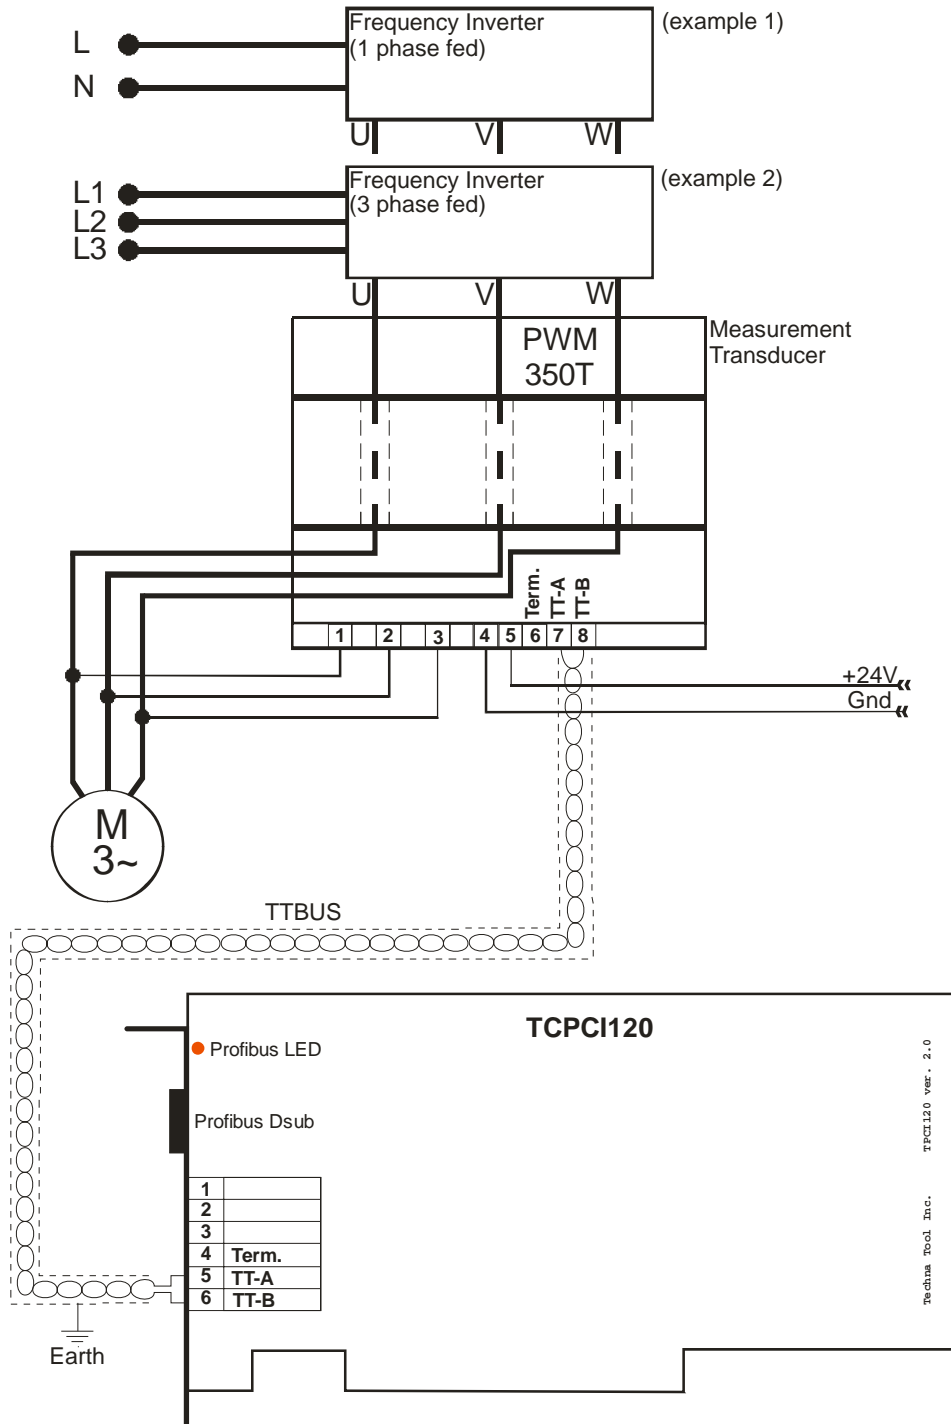 Frequency Inverter
(1 phase fed)
(example 1)
L
N
U V W
Frequency Inverter
(3 phase fed)
(example 2)
L1
L2
L3
U V W
PWM
350T
Measurement
Transducer
Term.
TT-A
TT-B
1 2 3 4 5 6 7 8
+24V
Gnd
M
3~
TTBUS
TCPCI120
Profibus LED
Profibus Dsub
1
2
3
4 Term.
5 TT-A
6 TT-B
Earth
Techna Tool Inc. TPCI120 ver. 2.0